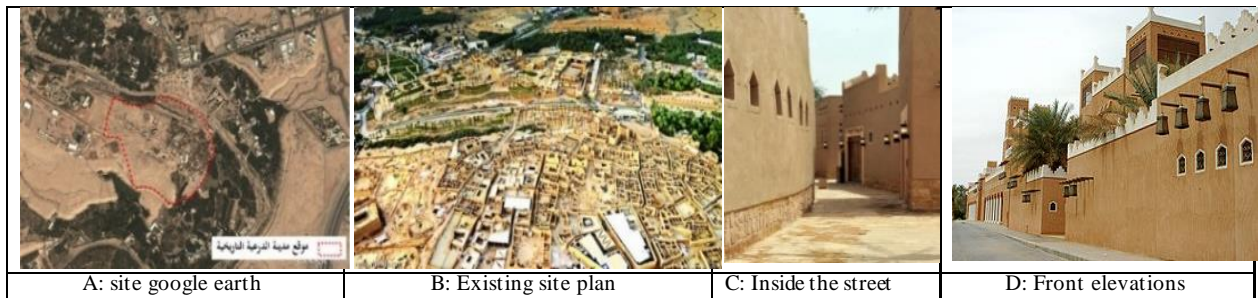 موقع مدينة الدرعية التاريخية
A: site google earth
B: Existing site plan
C: Inside the street
D: Front elevations